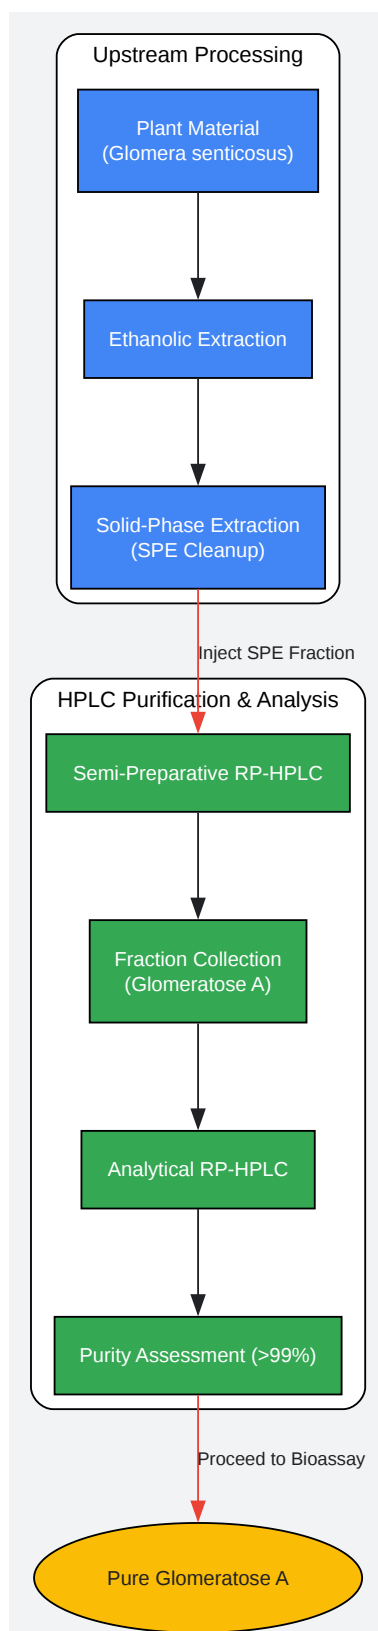 Upstream Processing
Plant Material
(Glomera senticosus)
Ethanolic Extraction
Solid-Phase Extraction
(SPE Cleanup)
Inject SPE Fraction
HPLC Purification & Analysis
Semi-Preparative RP-HPLC
Fraction Collection
(Glomeratose A)
Analytical RP-HPLC
Purity Assessment (>99%)
Proceed to Bioassay
Pure Glomeratose A